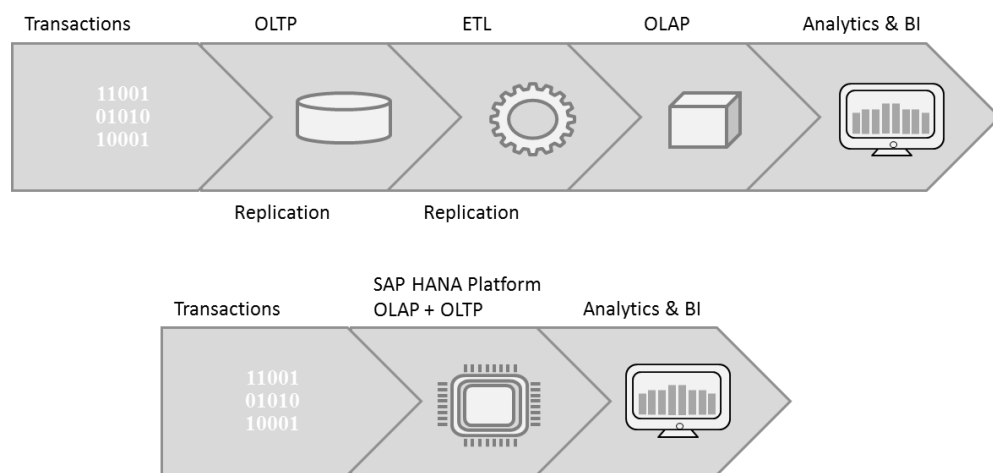 Transactions OLTP ETL OLAP Analytics & BI
11001
01010
10001
Replication Replication
SAP HANA Platform
Transactions OLAP + OLTP Analytics & BI
11001
01010
10001